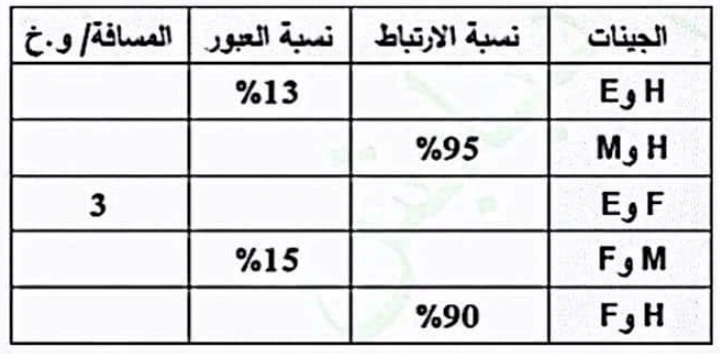 الجينات نسبة الارتباط نسبة العبور المسافة/ و.خ
H و E %13
H و M %95
F و E 3
M و F %15
H و F %90